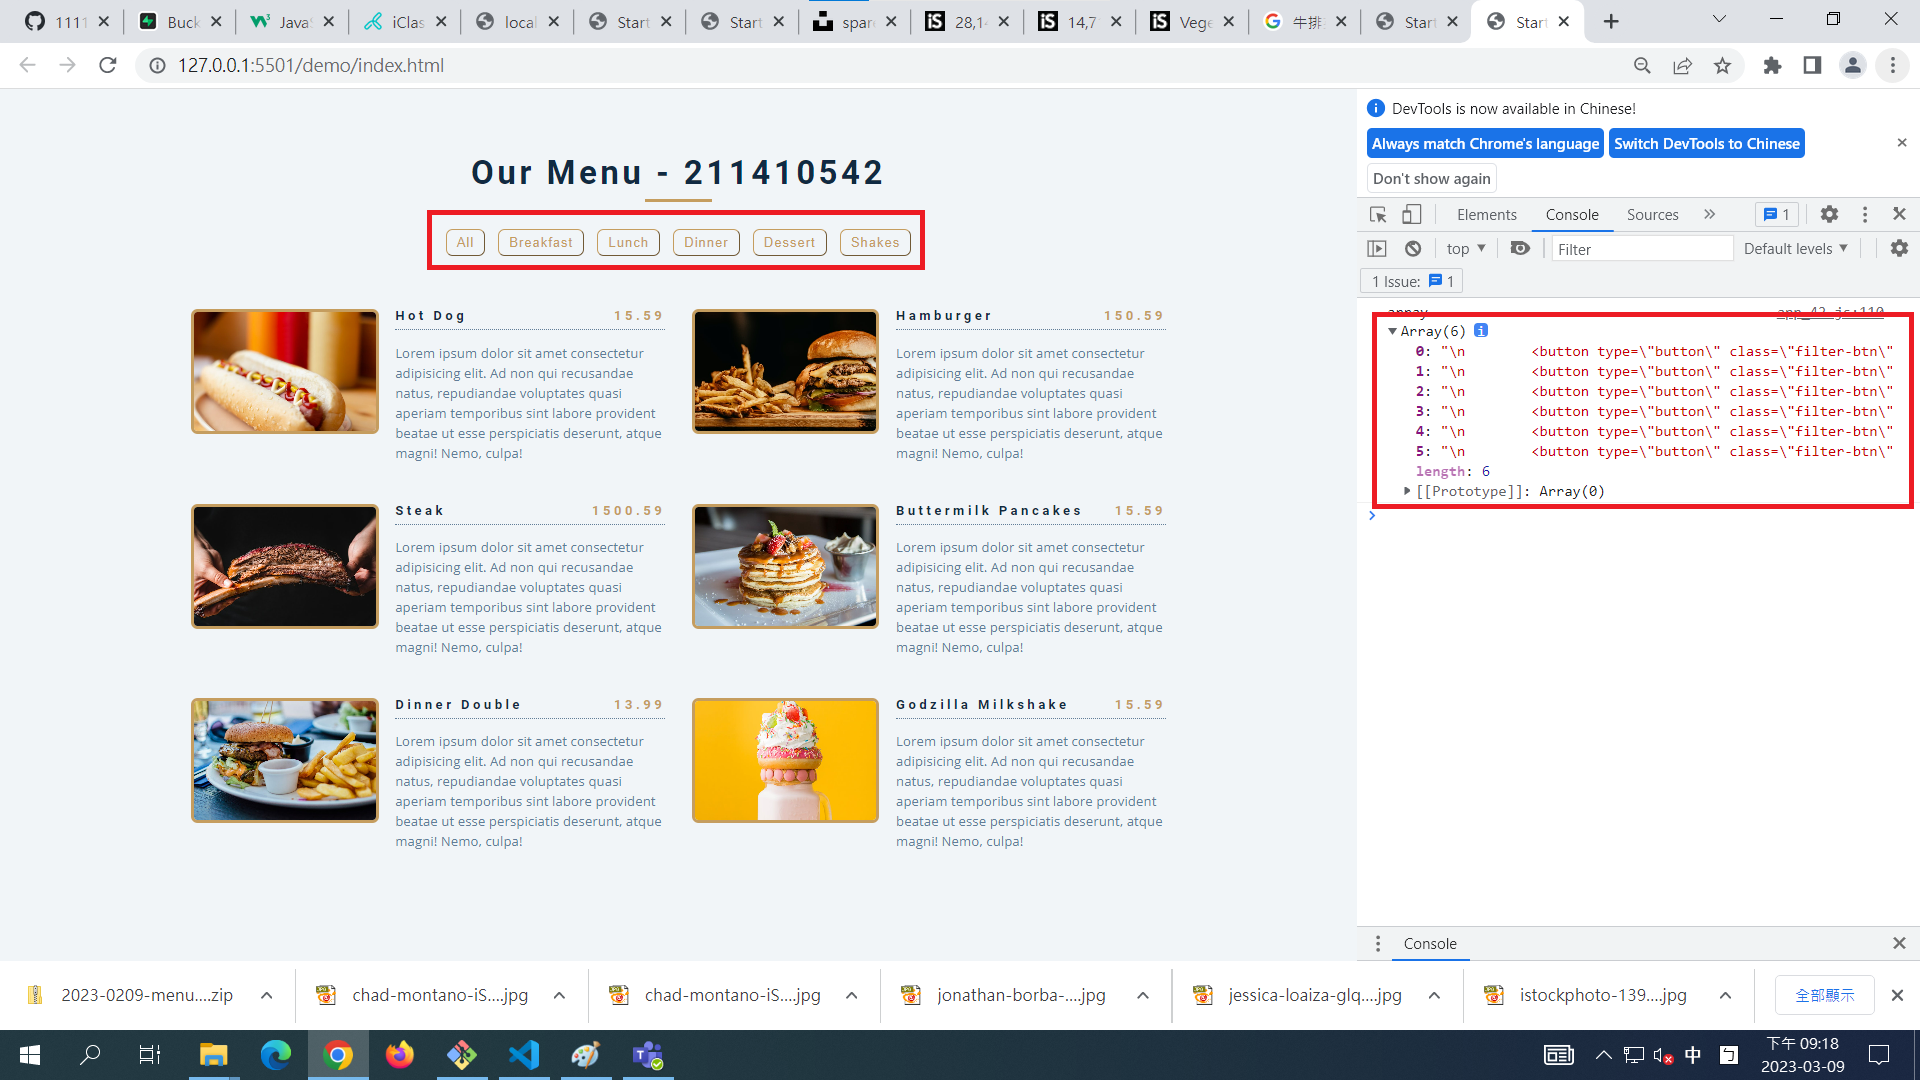 1111
Buck
Java
iClas
local
Start
Start
spare
28,1
14,7
Vege
牛排
Start
Start
127.0.0.1:5501/demo/index.html
Our Menu - 211410542
All
Breakfast
Lunch
Dinner
Dessert
Shakes
Hot Dog 15.59
Lorem ipsum dolor sit amet consectetur
adipisicing elit. Ad non qui recusandae
natus, repudiandae voluptates quasi
aperiam temporibus sint labore provident
beatae ut esse perspiciatis deserunt, atque
magni! Nemo, culpa!
Hamburger 150.59
Lorem ipsum dolor sit amet consectetur
adipisicing elit. Ad non qui recusandae
natus, repudiandae voluptates quasi
aperiam temporibus sint labore provident
beatae ut esse perspiciatis deserunt, atque
magni! Nemo, culpa!
Steak 1500.59
Lorem ipsum dolor sit amet consectetur
adipisicing elit. Ad non qui recusandae
natus, repudiandae voluptates quasi
aperiam temporibus sint labore provident
beatae ut esse perspiciatis deserunt, atque
magni! Nemo, culpa!
Buttermilk Pancakes 15.59
Lorem ipsum dolor sit amet consectetur
adipisicing elit. Ad non qui recusandae
natus, repudiandae voluptates quasi
aperiam temporibus sint labore provident
beatae ut esse perspiciatis deserunt, atque
magni! Nemo, culpa!
Dinner Double 13.99
Lorem ipsum dolor sit amet consectetur
adipisicing elit. Ad non qui recusandae
natus, repudiandae voluptates quasi
aperiam temporibus sint labore provident
beatae ut esse perspiciatis deserunt, atque
magni! Nemo, culpa!
Godzilla Milkshake 15.59
Lorem ipsum dolor sit amet consectetur
adipisicing elit. Ad non qui recusandae
natus, repudiandae voluptates quasi
aperiam temporibus sint labore provident
beatae ut esse perspiciatis deserunt, atque
magni! Nemo, culpa!
DevTools is now available in Chinese!
Always match Chrome's language
Switch DevTools to Chinese
Don't show again
Elements
Console
Sources
1
top
Filter
Default levels
1 Issue: 1
array app_42.js:110
Array(6)
0: "\n <button type=\"button\" class=\"filter-btn\"
1: "\n <button type=\"button\" class=\"filter-btn\"
2: "\n <button type=\"button\" class=\"filter-btn\"
3: "\n <button type=\"button\" class=\"filter-btn\"
4: "\n <button type=\"button\" class=\"filter-btn\"
5: "\n <button type=\"button\" class=\"filter-btn\"
length: 6
[[Prototype]]: Array(0)
Console
2023-0209-menu....zip
chad-montano-iS....jpg
chad-montano-iS....jpg
jonathan-borba-....jpg
jessica-loaiza-glq....jpg
istockphoto-139....jpg
全部顯示
中
ㄅ
下午 09:18
2023-03-09